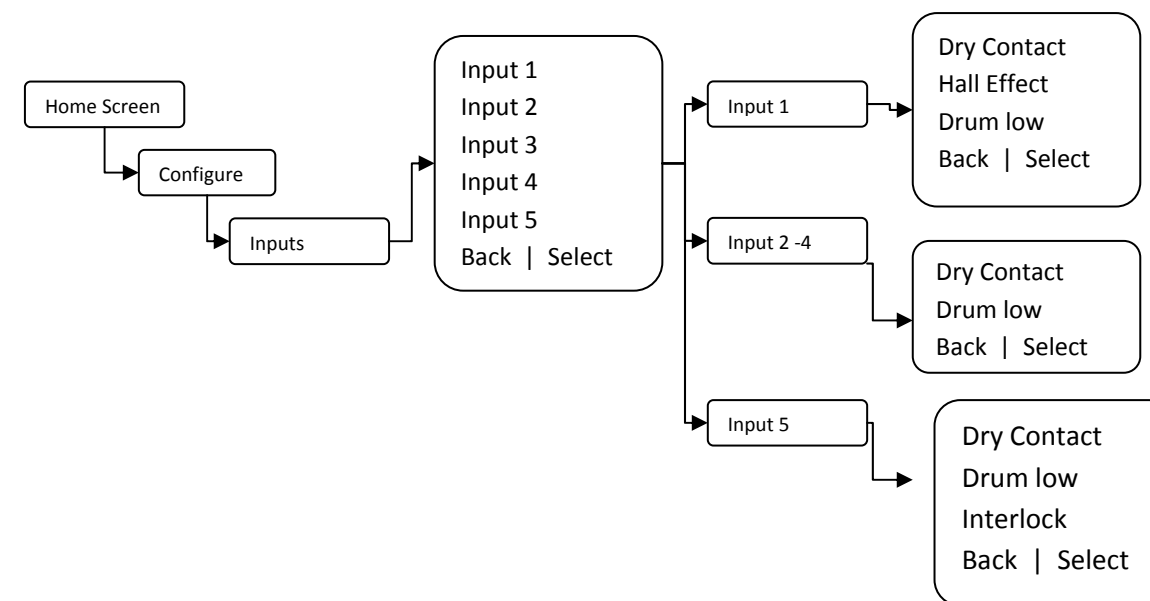 Home Screen
Configure
Inputs
Input 1
Input 2
Input 3
Input 4
Input 5
Back | Select
Input 1
Dry Contact
Hall Effect
Drum low
Back | Select
Input 2 -4
Dry Contact
Drum low
Back | Select
Input 5
Dry Contact
Drum low
Interlock
Back | Select